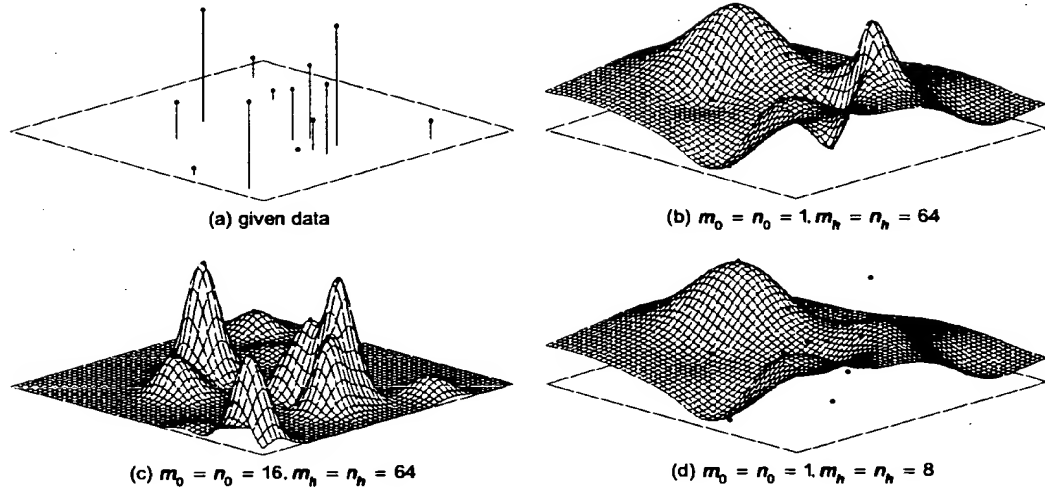 (a) given data
(b) m₀ = n₀ = 1, mₕ = nₕ = 64
(c) m₀ = n₀ = 16, mₕ = nₕ = 64
(d) m₀ = n₀ = 1, mₕ = nₕ = 8